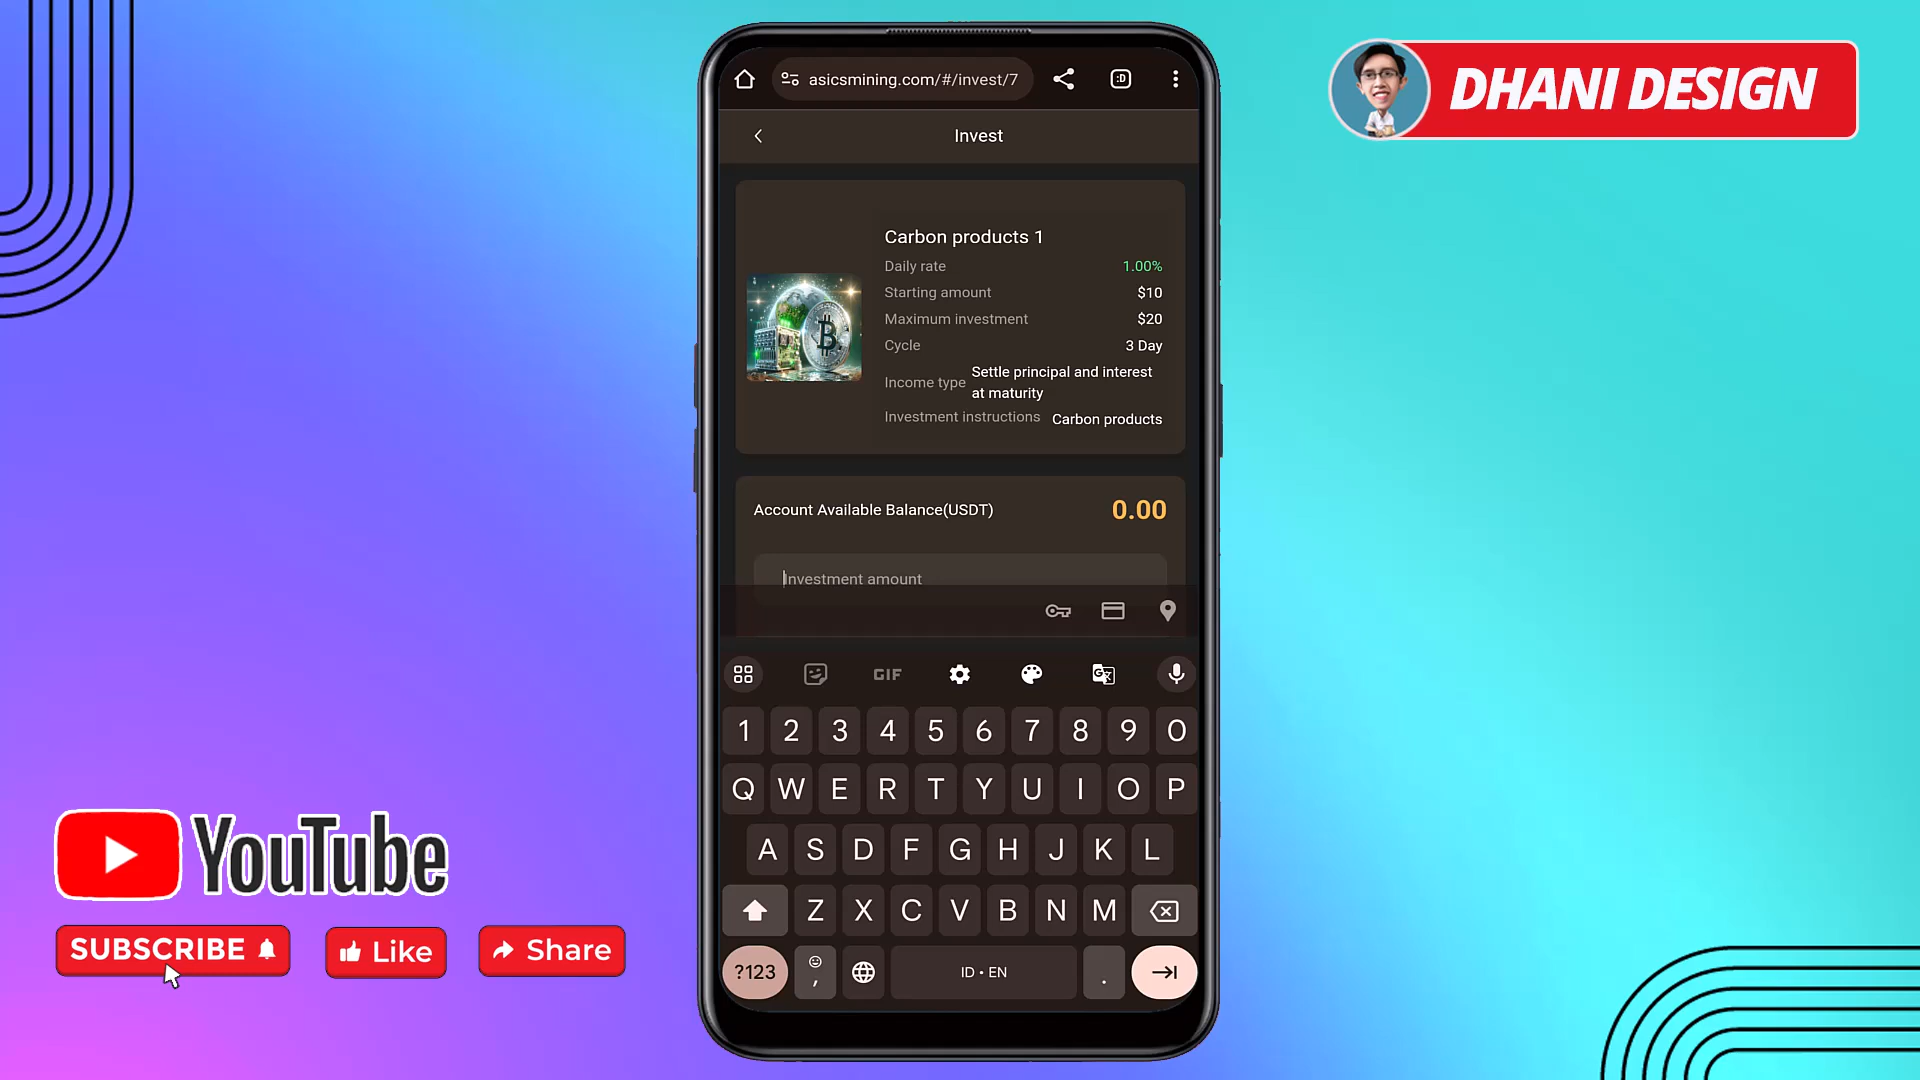 asicsmining.com/#/invest/7
:D
Invest
Carbon products 1
Daily rate 1.00%
Starting amount $10
Maximum investment $20
Cycle 3 Day
Income type Settle principal and interest
at maturity
Investment instructions Carbon products
Account Available Balance(USDT) 0.00
Investment amount
GIF
1 2 3 4 5 6 7 8 9 0
Q W E R T Y U I O P
A S D F G H J K L
Z X C V B N M
?123 , ID • EN .
DHANI DESIGN
YouTube
SUBSCRIBE
Like
Share